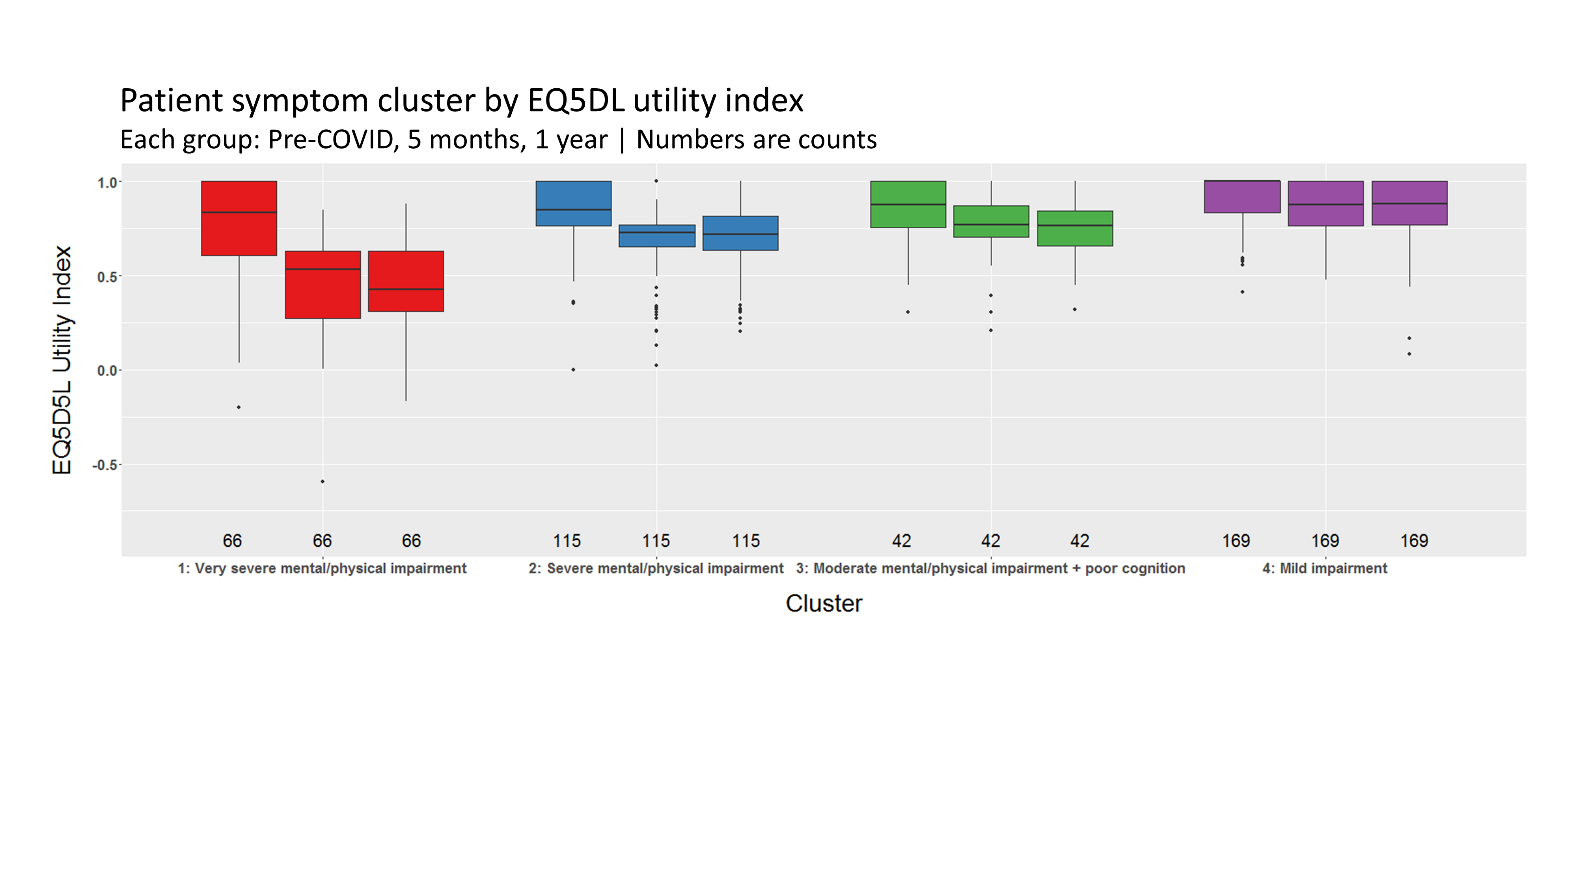 Patient symptom cluster by EQ5DL utility index
Each group: Pre-COVID, 5 months, 1 year | Numbers are counts
EQ5D5L Utility Index
1.0
0.5
0.0
-0.5
66 66 66 115 115 115 42 42 42 169 169 169
1: Very severe mental/physical impairment 2: Severe mental/physical impairment 3: Moderate mental/physical impairment + poor cognition 4: Mild impairment
Cluster